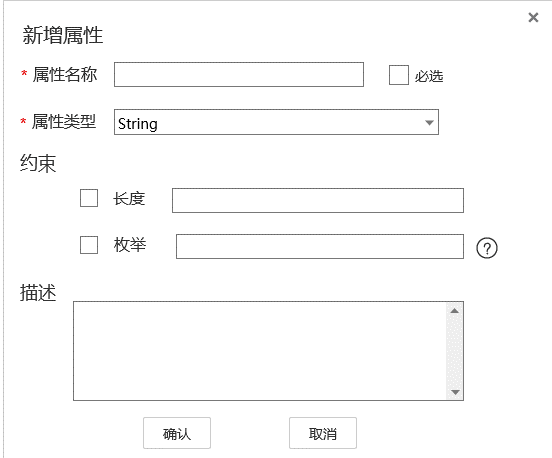 新增属性
* 属性名称 必选
* 属性类型 String
约束
长度
枚举 ?
描述
确认 取消